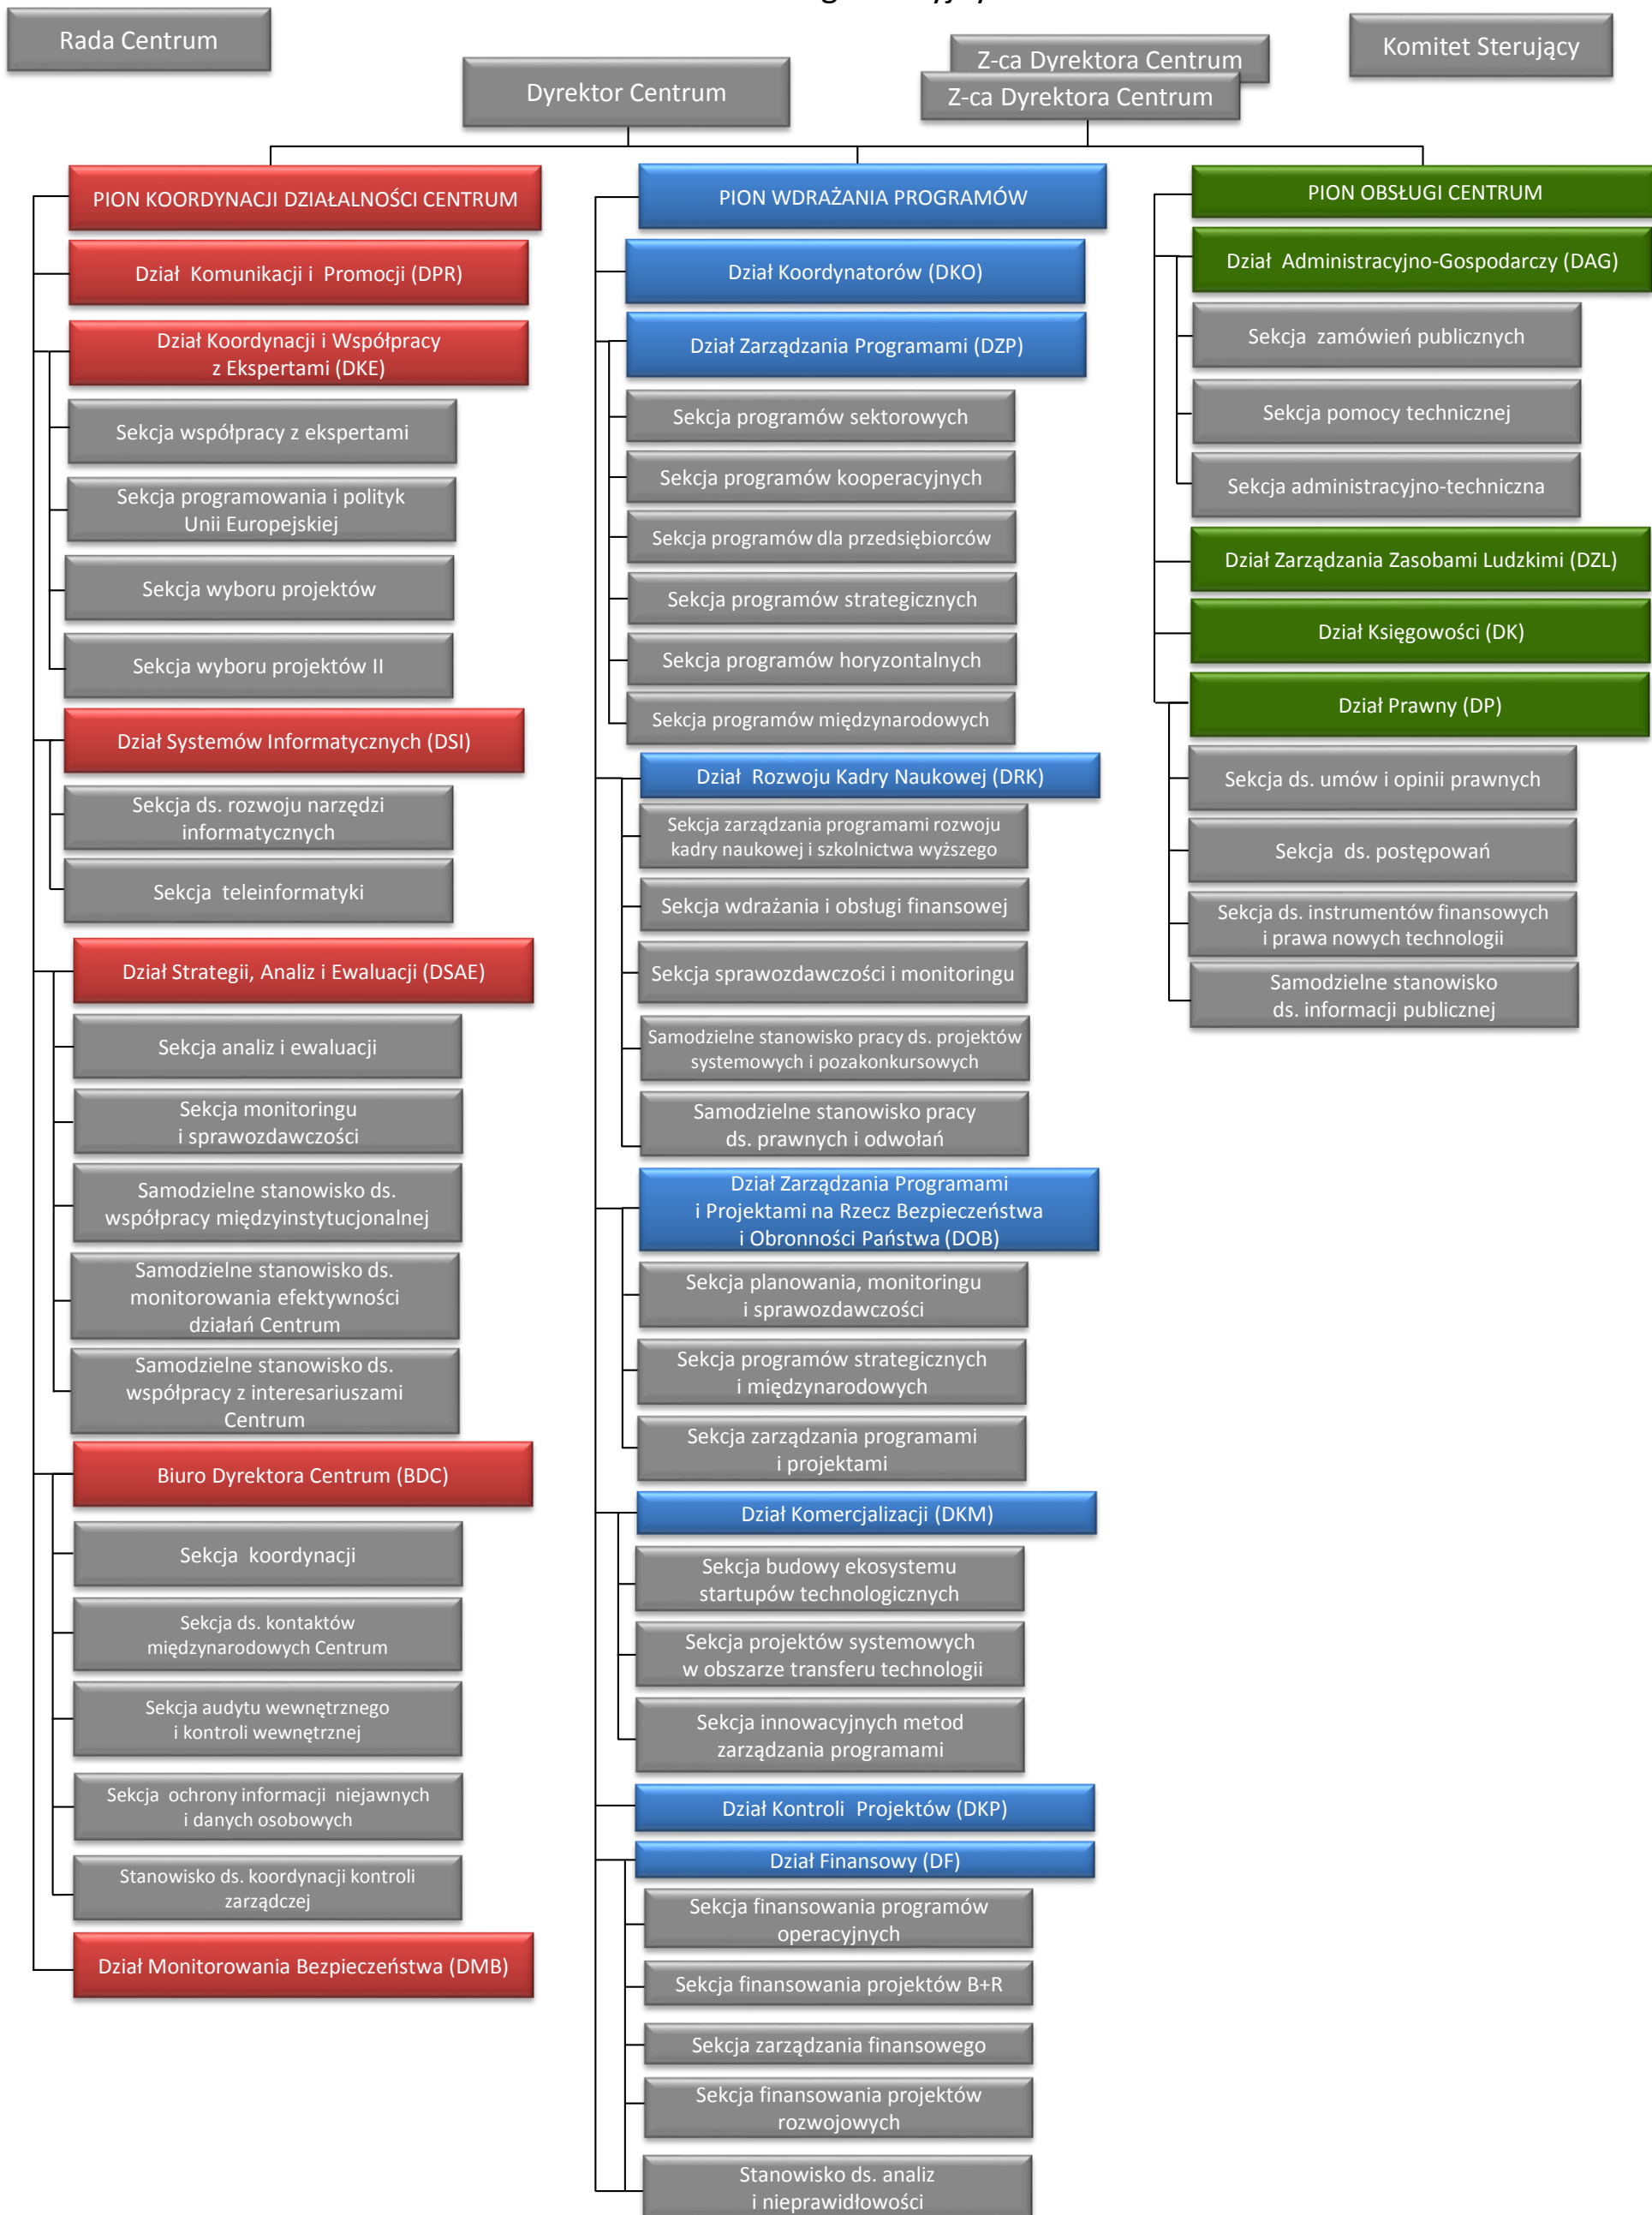 Rada Centrum
Dyrektor Centrum
Z-ca Dyrektora Centrum
Z-ca Dyrektora Centrum
Komitet Sterujący
PION KOORDYNACJI DZIAŁALNOŚCI CENTRUM
Dział Komunikacji i Promocji (DPR)
Dział Koordynacji i Współpracy
z Ekspertami (DKE)
Sekcja współpracy z ekspertami
Sekcja programowania i polityk
Unii Europejskiej
Sekcja wyboru projektów
Sekcja wyboru projektów II
Dział Systemów Informatycznych (DSI)
Sekcja ds. rozwoju narzędzi
informatycznych
Sekcja teleinformatyki
Dział Strategii, Analiz i Ewaluacji (DSAE)
Sekcja analiz i ewaluacji
Sekcja monitoringu
i sprawozdawczości
Samodzielne stanowisko ds.
współpracy międzyinstytucjonalnej
Samodzielne stanowisko ds.
monitorowania efektywności
działań Centrum
Samodzielne stanowisko ds.
współpracy z interesariuszami
Centrum
Biuro Dyrektora Centrum (BDC)
Sekcja koordynacji
Sekcja ds. kontaktów
międzynarodowych Centrum
Sekcja audytu wewnętrznego
i kontroli wewnętrznej
Sekcja ochrony informacji niejawnych
i danych osobowych
Stanowisko ds. koordynacji kontroli
zarządczej
Dział Monitorowania Bezpieczeństwa (DMB)
PION WDRAŻANIA PROGRAMÓW
Dział Koordynatorów (DKO)
Dział Zarządzania Programami (DZP)
Sekcja programów sektorowych
Sekcja programów kooperacyjnych
Sekcja programów dla przedsiębiorców
Sekcja programów strategicznych
Sekcja programów horyzontalnych
Sekcja programów międzynarodowych
Dział Rozwoju Kadry Naukowej (DRK)
Sekcja zarządzania programami rozwoju
kadry naukowej i szkolnictwa wyższego
Sekcja wdrażania i obsługi finansowej
Sekcja sprawozdawczości i monitoringu
Samodzielne stanowisko pracy ds. projektów
systemowych i pozakonkursowych
Samodzielne stanowisko pracy
ds. prawnych i odwołań
Dział Zarządzania Programami
i Projektami na Rzecz Bezpieczeństwa
i Obronności Państwa (DOB)
Sekcja planowania, monitoringu
i sprawozdawczości
Sekcja programów strategicznych
i międzynarodowych
Sekcja zarządzania programami
i projektami
Dział Komercjalizacji (DKM)
Sekcja budowy ekosystemu
startupów technologicznych
Sekcja projektów systemowych
w obszarze transferu technologii
Sekcja innowacyjnych metod
zarządzania programami
Dział Kontroli Projektów (DKP)
Dział Finansowy (DF)
Sekcja finansowania programów
operacyjnych
Sekcja finansowania projektów B+R
Sekcja zarządzania finansowego
Sekcja finansowania projektów
rozwojowych
Stanowisko ds. analiz
i nieprawidłowości
PION OBSŁUGI CENTRUM
Dział Administracyjno-Gospodarczy (DAG)
Sekcja zamówień publicznych
Sekcja pomocy technicznej
Sekcja administracyjno-techniczna
Dział Zarządzania Zasobami Ludzkimi (DZL)
Dział Księgowości (DK)
Dział Prawny (DP)
Sekcja ds. umów i opinii prawnych
Sekcja ds. postępowań
Sekcja ds. instrumentów finansowych
i prawa nowych technologii
Samodzielne stanowisko
ds. informacji publicznej